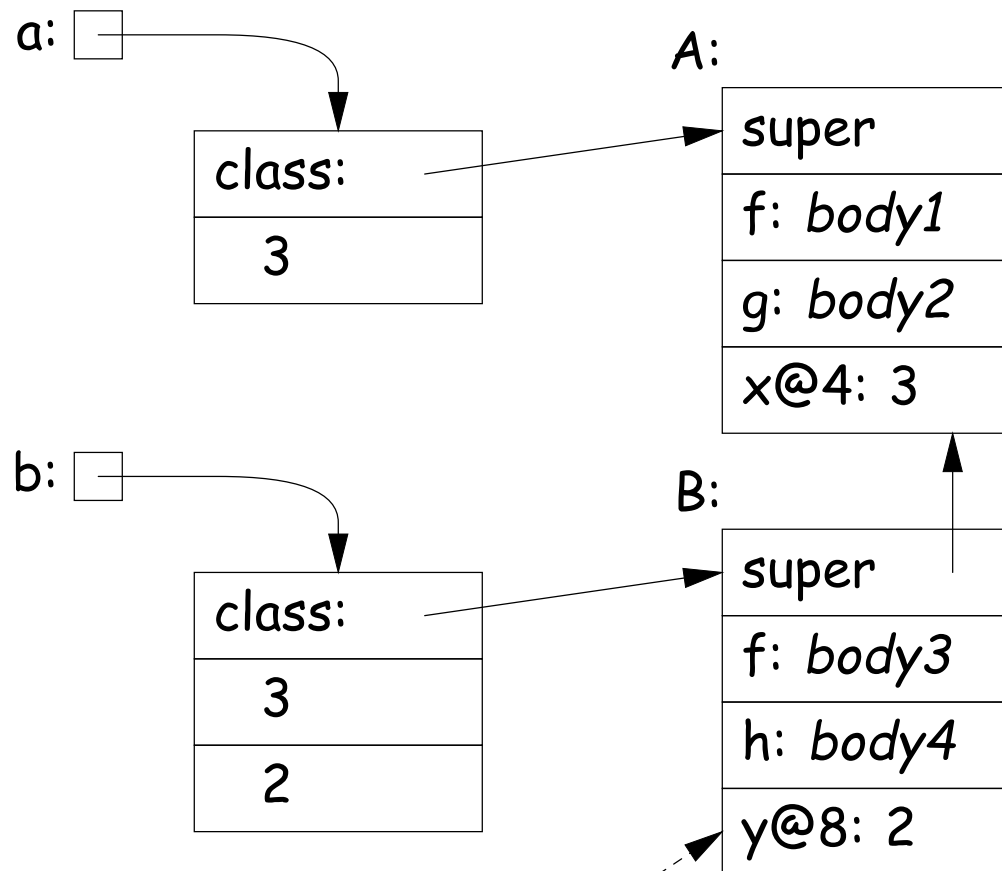 a:
class:
3
A:
super
f: body1
g: body2
x@4: 3
b:
class:
3
2
B:
super
f: body3
h: body4
y@8: 2